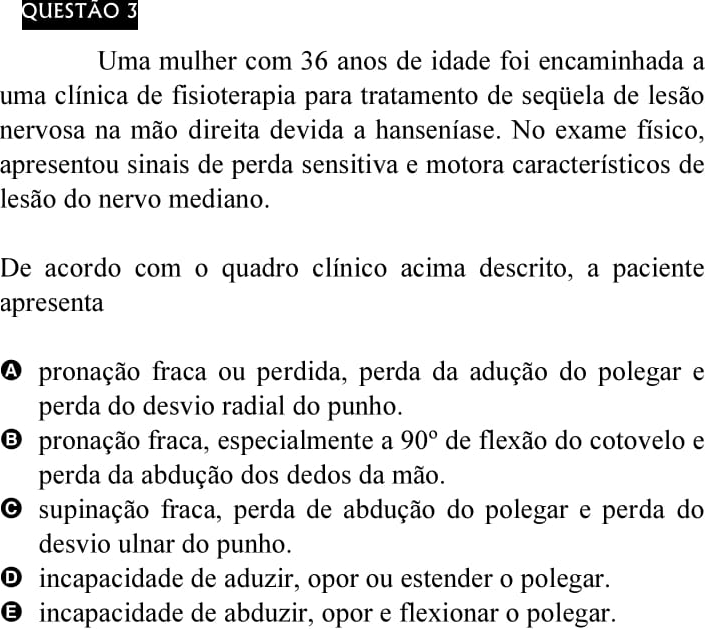 QUESTÃO 3
Uma mulher com 36 anos de idade foi encaminhada a
uma clínica de fisioterapia para tratamento de seqüela de lesão
nervosa na mão direita devida a hanseníase. No exame físico,
apresentou sinais de perda sensitiva e motora característicos de
lesão do nervo mediano.
De acordo com o quadro clínico acima descrito, a paciente
apresenta
A pronação fraca ou perdida, perda da adução do polegar e
perda do desvio radial do punho.
B pronação fraca, especialmente a 90º de flexão do cotovelo e
perda da abdução dos dedos da mão.
C supinação fraca, perda de abdução do polegar e perda do
desvio ulnar do punho.
D incapacidade de aduzir, opor ou estender o polegar.
E incapacidade de abduzir, opor e flexionar o polegar.